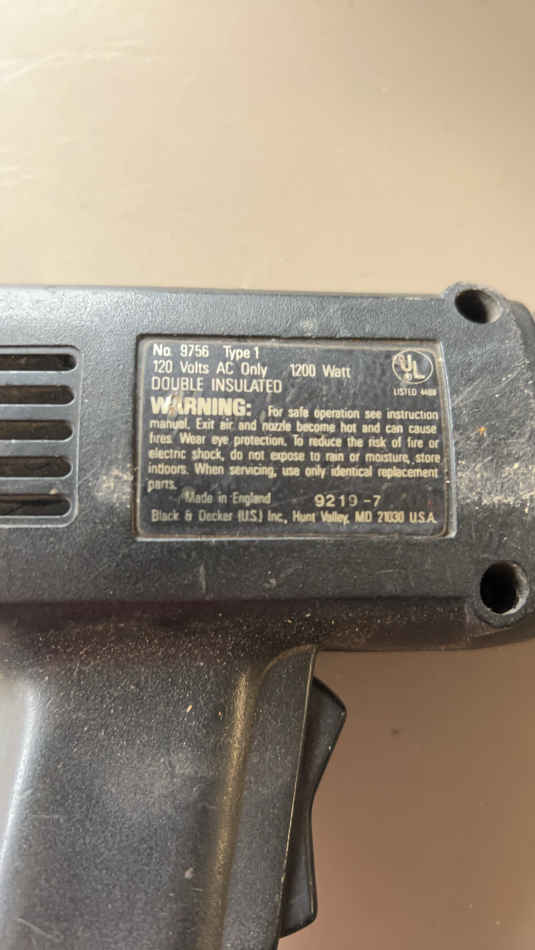 No. 9756 Type 1
120 Volts AC Only 1200 Watt
DOUBLE INSULATED
UL
LISTED 448B
WARNING: For safe operation see instruction
manual. Exit air and nozzle become hot and can cause
fires. Wear eye protection. To reduce the risk of fire or
electric shock, do not expose to rain or moisture, store
indoors. When servicing, use only identical replacement
parts.
Made in England 9219-7
Black & Decker (U.S.) Inc., Hunt Valley, MD 21030 U.S.A.